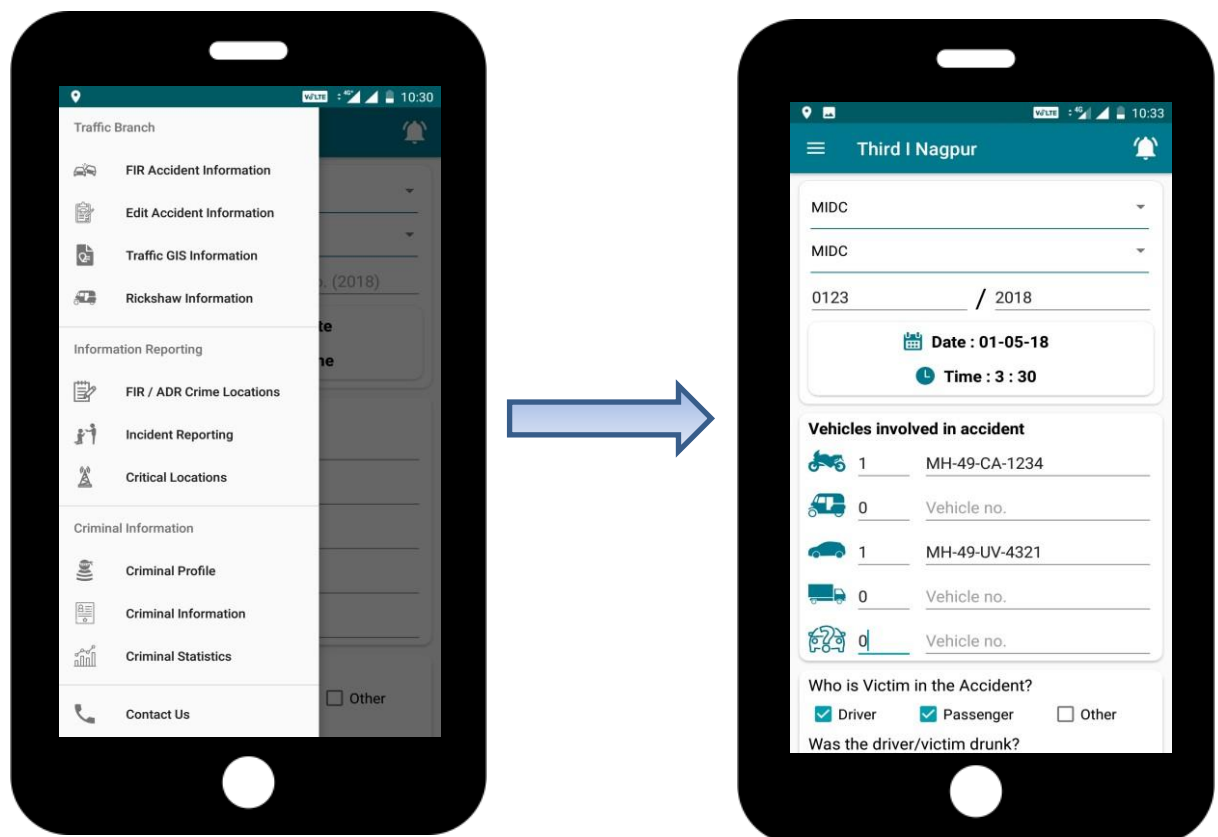 VoLTE 4G 10:30
Traffic Branch
FIR Accident Information
Edit Accident Information
Traffic GIS Information
Rickshaw Information
(2018)
Information Reporting
FIR / ADR Crime Locations
Incident Reporting
Critical Locations
Criminal Information
Criminal Profile
Criminal Information
Criminal Statistics
Other
Contact Us
VoLTE 4G 10:33
Third I Nagpur
MIDC
MIDC
0123 / 2018
Date : 01-05-18
Time : 3 : 30
Vehicles involved in accident
1 MH-49-CA-1234
0 Vehicle no.
1 MH-49-UV-4321
0 Vehicle no.
0 Vehicle no.
Who is Victim in the Accident?
Driver Passenger Other
Was the driver/victim drunk?